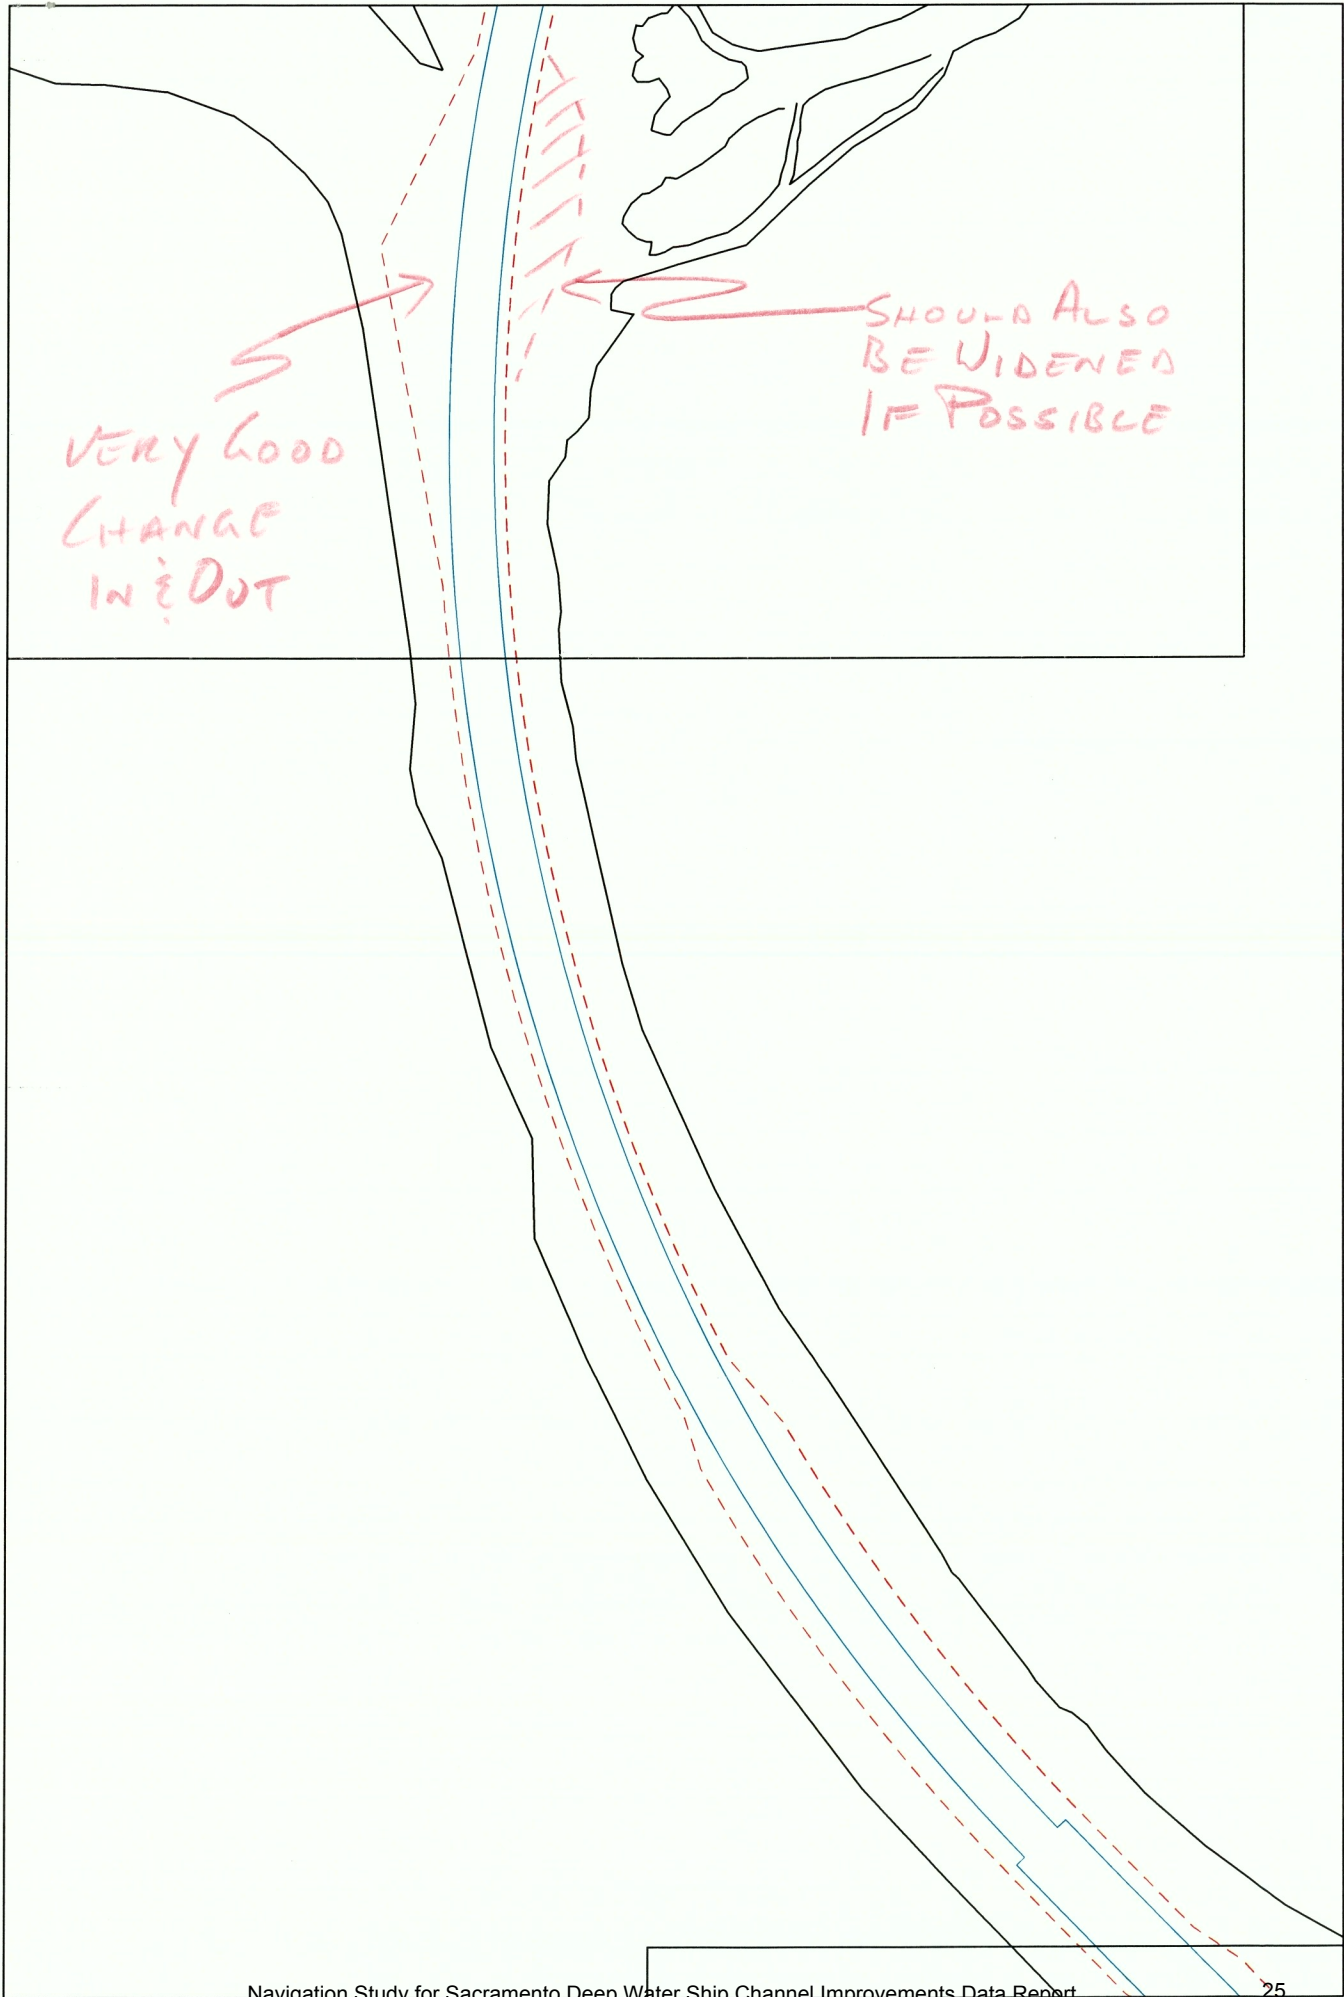 SHOULD ALSO
BE WIDENED
IF POSSIBLE
VERY GOOD
CHANGE
IN & OUT
Navigation Study for Sacramento Deep Water Ship Channel Improvements Data Report
25